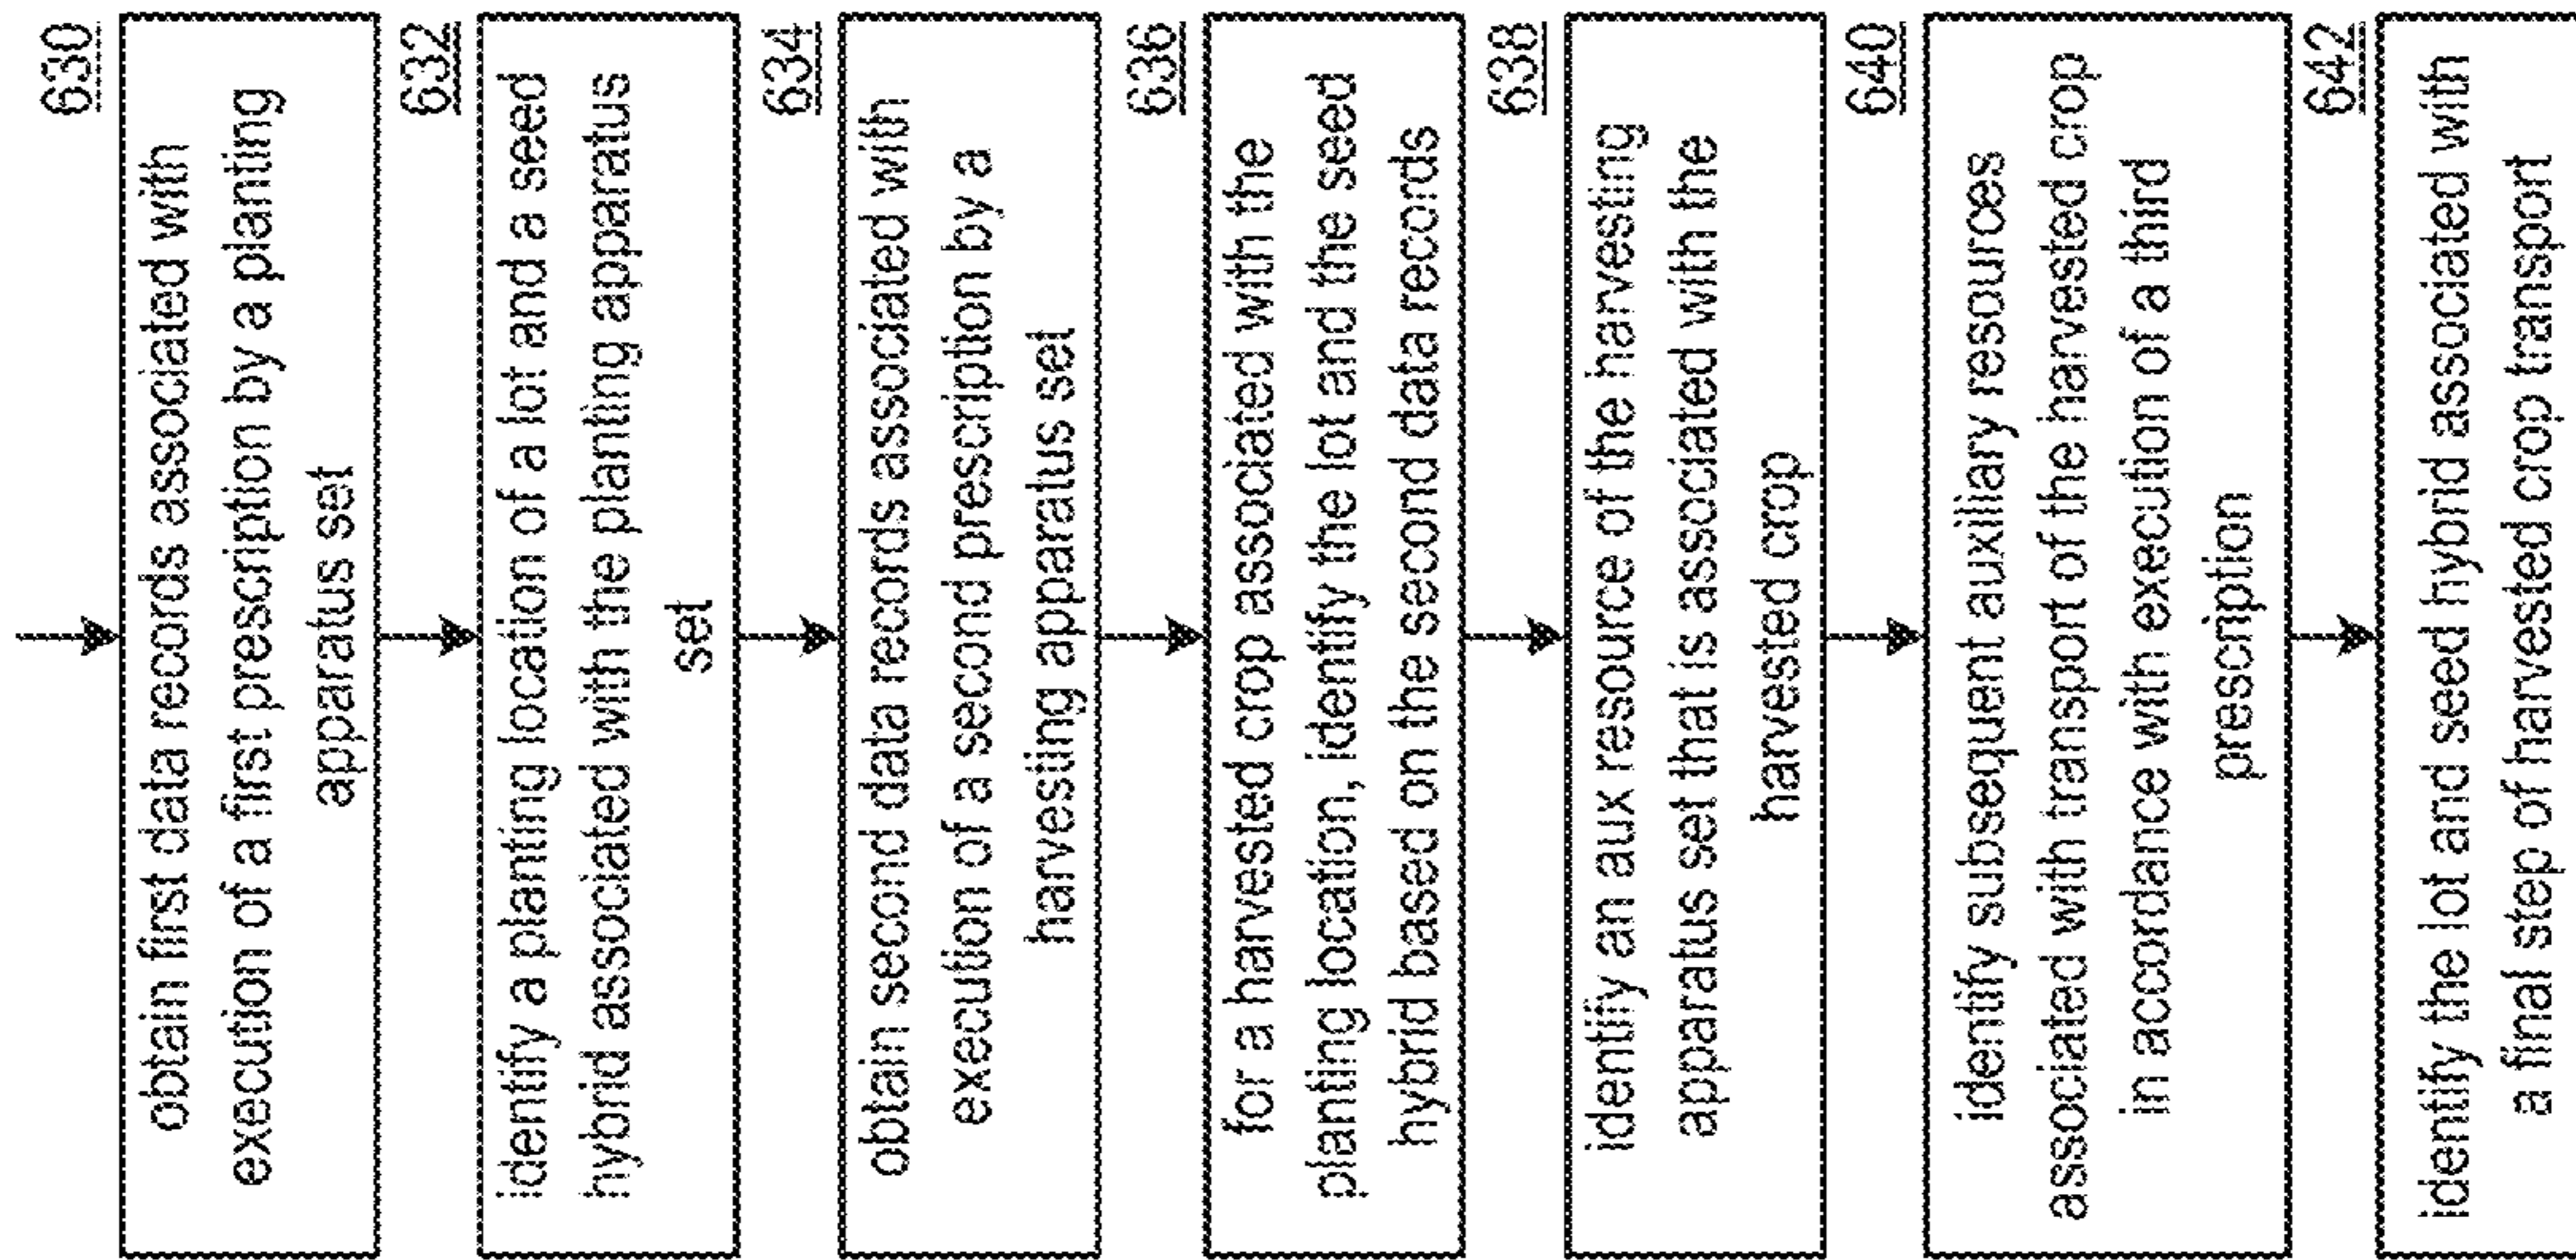 630
obtain first data records associated with
execution of a first prescription by a planting
apparatus set
632
identify a planting location of a lot and a seed
hybrid associated with the planting apparatus
set
634
obtain second data records associated with
execution of a second prescription by a
harvesting apparatus set
636
for a harvested crop associated with the
planting location, identify the lot and the seed
hybrid based on the second data records
638
identify an aux resource of the harvesting
apparatus set that is associated with the
harvested crop
640
identify subsequent auxiliary resources
associated with transport of the harvested crop
in accordance with execution of a third
prescription
642
identify the lot and seed hybrid associated with
a final step of harvested crop transport